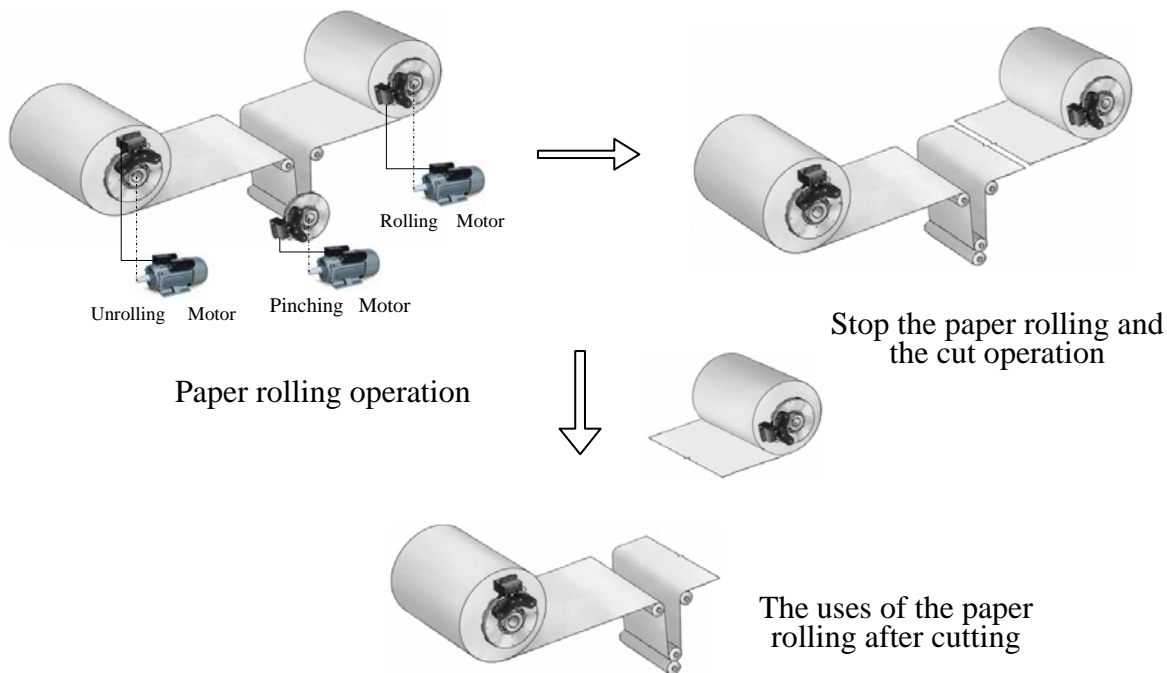 Rolling Motor
Unrolling Motor
Pinching Motor
Paper rolling operation
Stop the paper rolling and
the cut operation
The uses of the paper
rolling after cutting